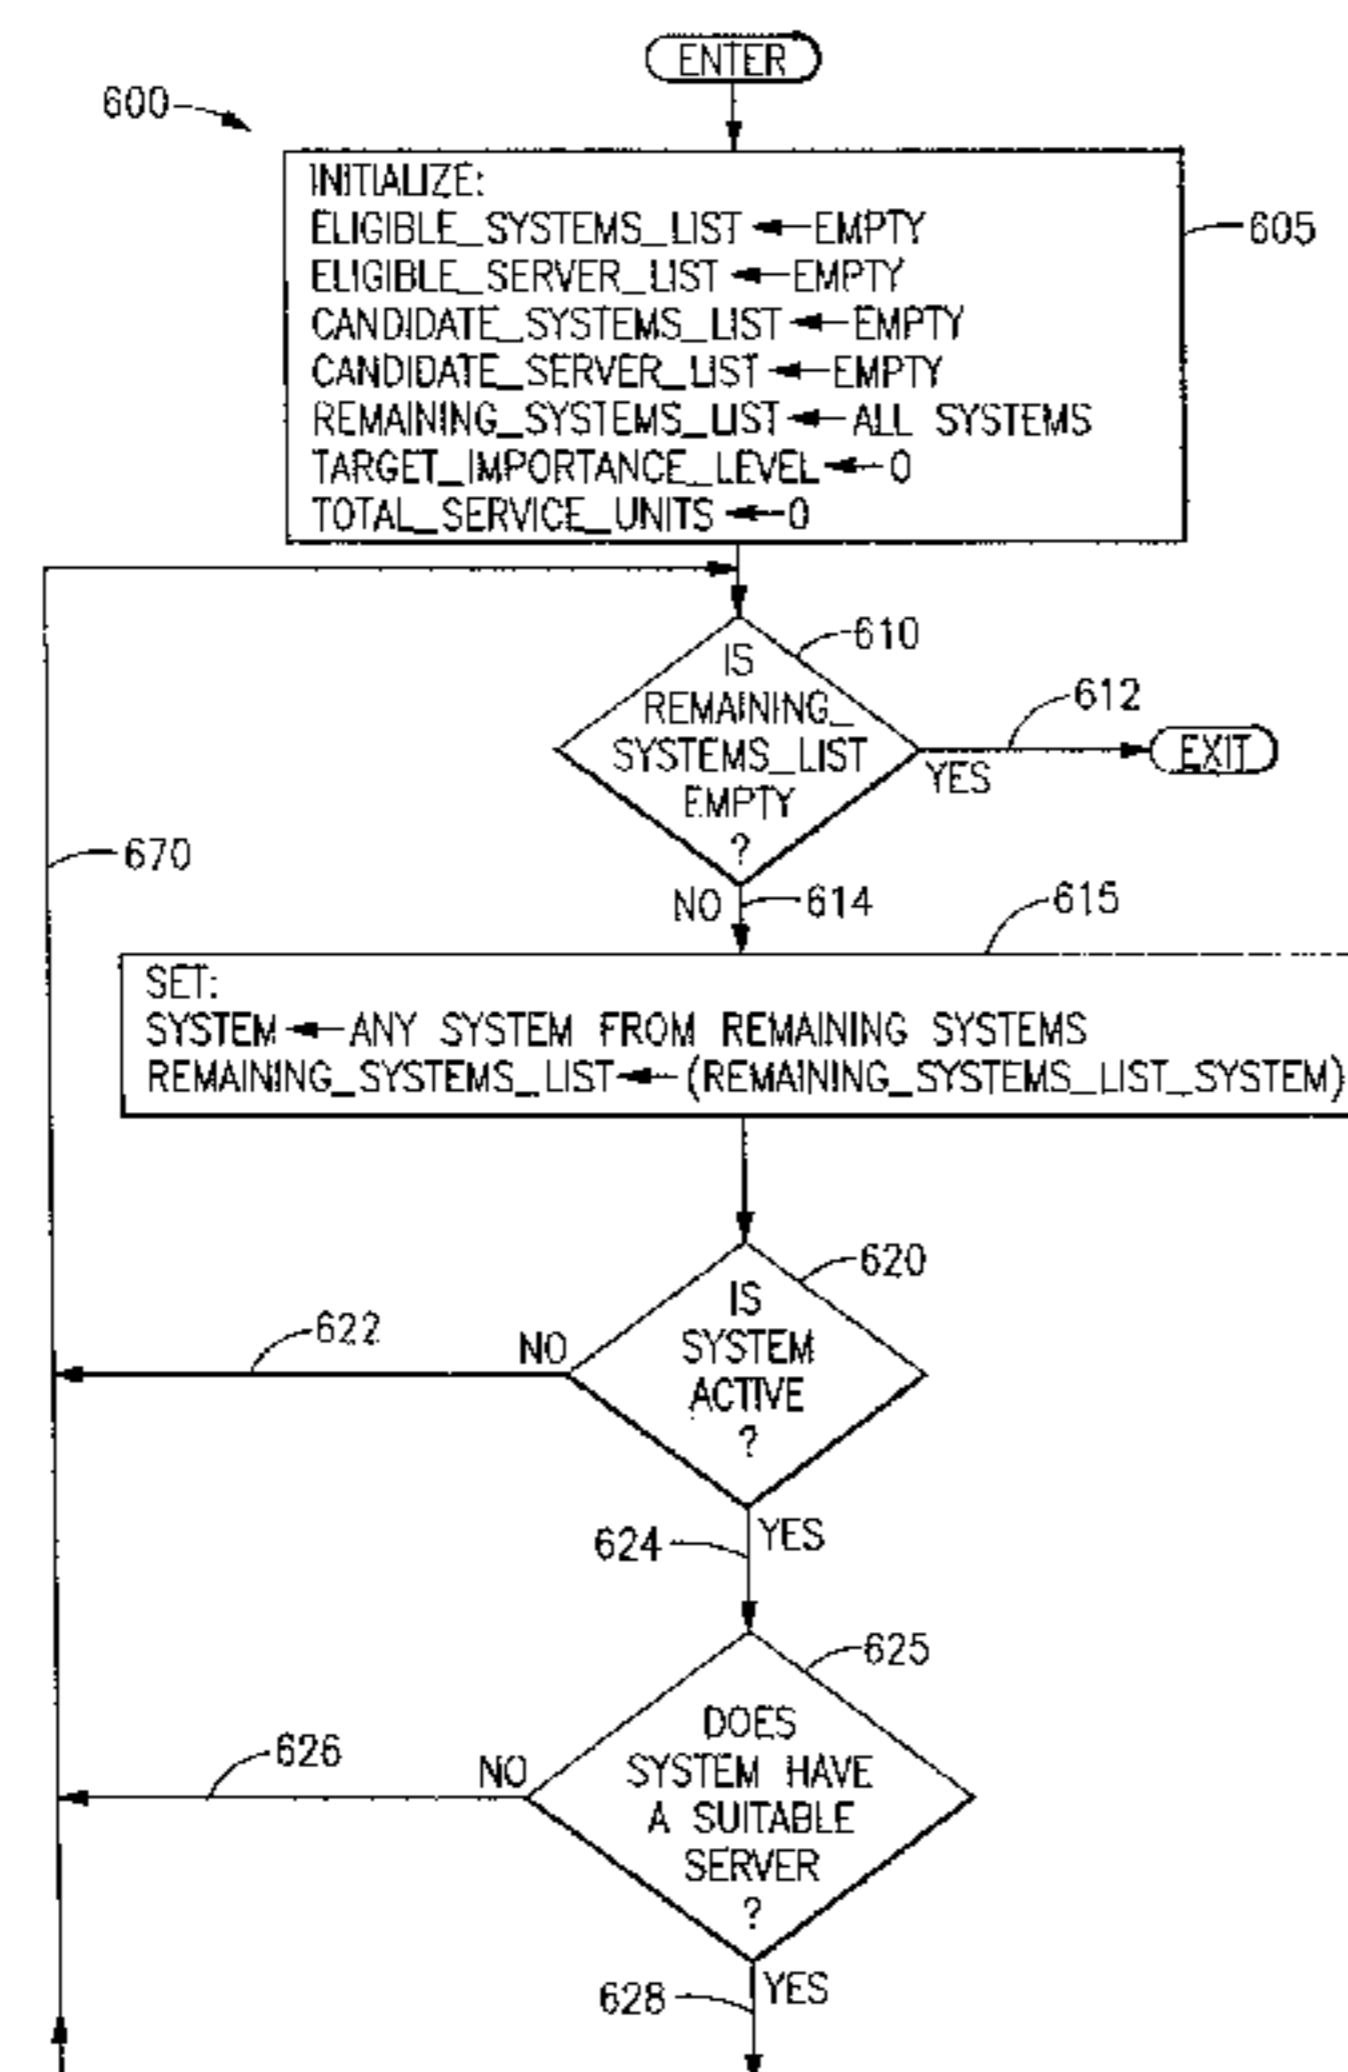 ENTER
600
INITIALIZE:
ELIGIBLE_SYSTEMS_LIST ← EMPTY
605
ELIGIBLE_SERVER_LIST ← EMPTY
CANDIDATE_SYSTEMS_LIST ← EMPTY
CANDIDATE_SERVER_LIST ← EMPTY
REMAINING_SYSTEMS_LIST ← ALL SYSTEMS
TARGET_IMPORTANCE_LEVEL ← 0
TOTAL_SERVICE_UNITS ← 0
610
IS
REMAINING_
SYSTEMS_LIST
EMPTY
?
612
YES
EXIT
670
NO
614
615
SET:
SYSTEM ← ANY SYSTEM FROM REMAINING SYSTEMS
REMAINING_SYSTEMS_LIST ← (REMAINING_SYSTEMS_LIST_SYSTEM)
620
IS
SYSTEM
ACTIVE
?
622
NO
624
YES
625
DOES
SYSTEM HAVE
A SUITABLE
SERVER
?
626
NO
628
YES